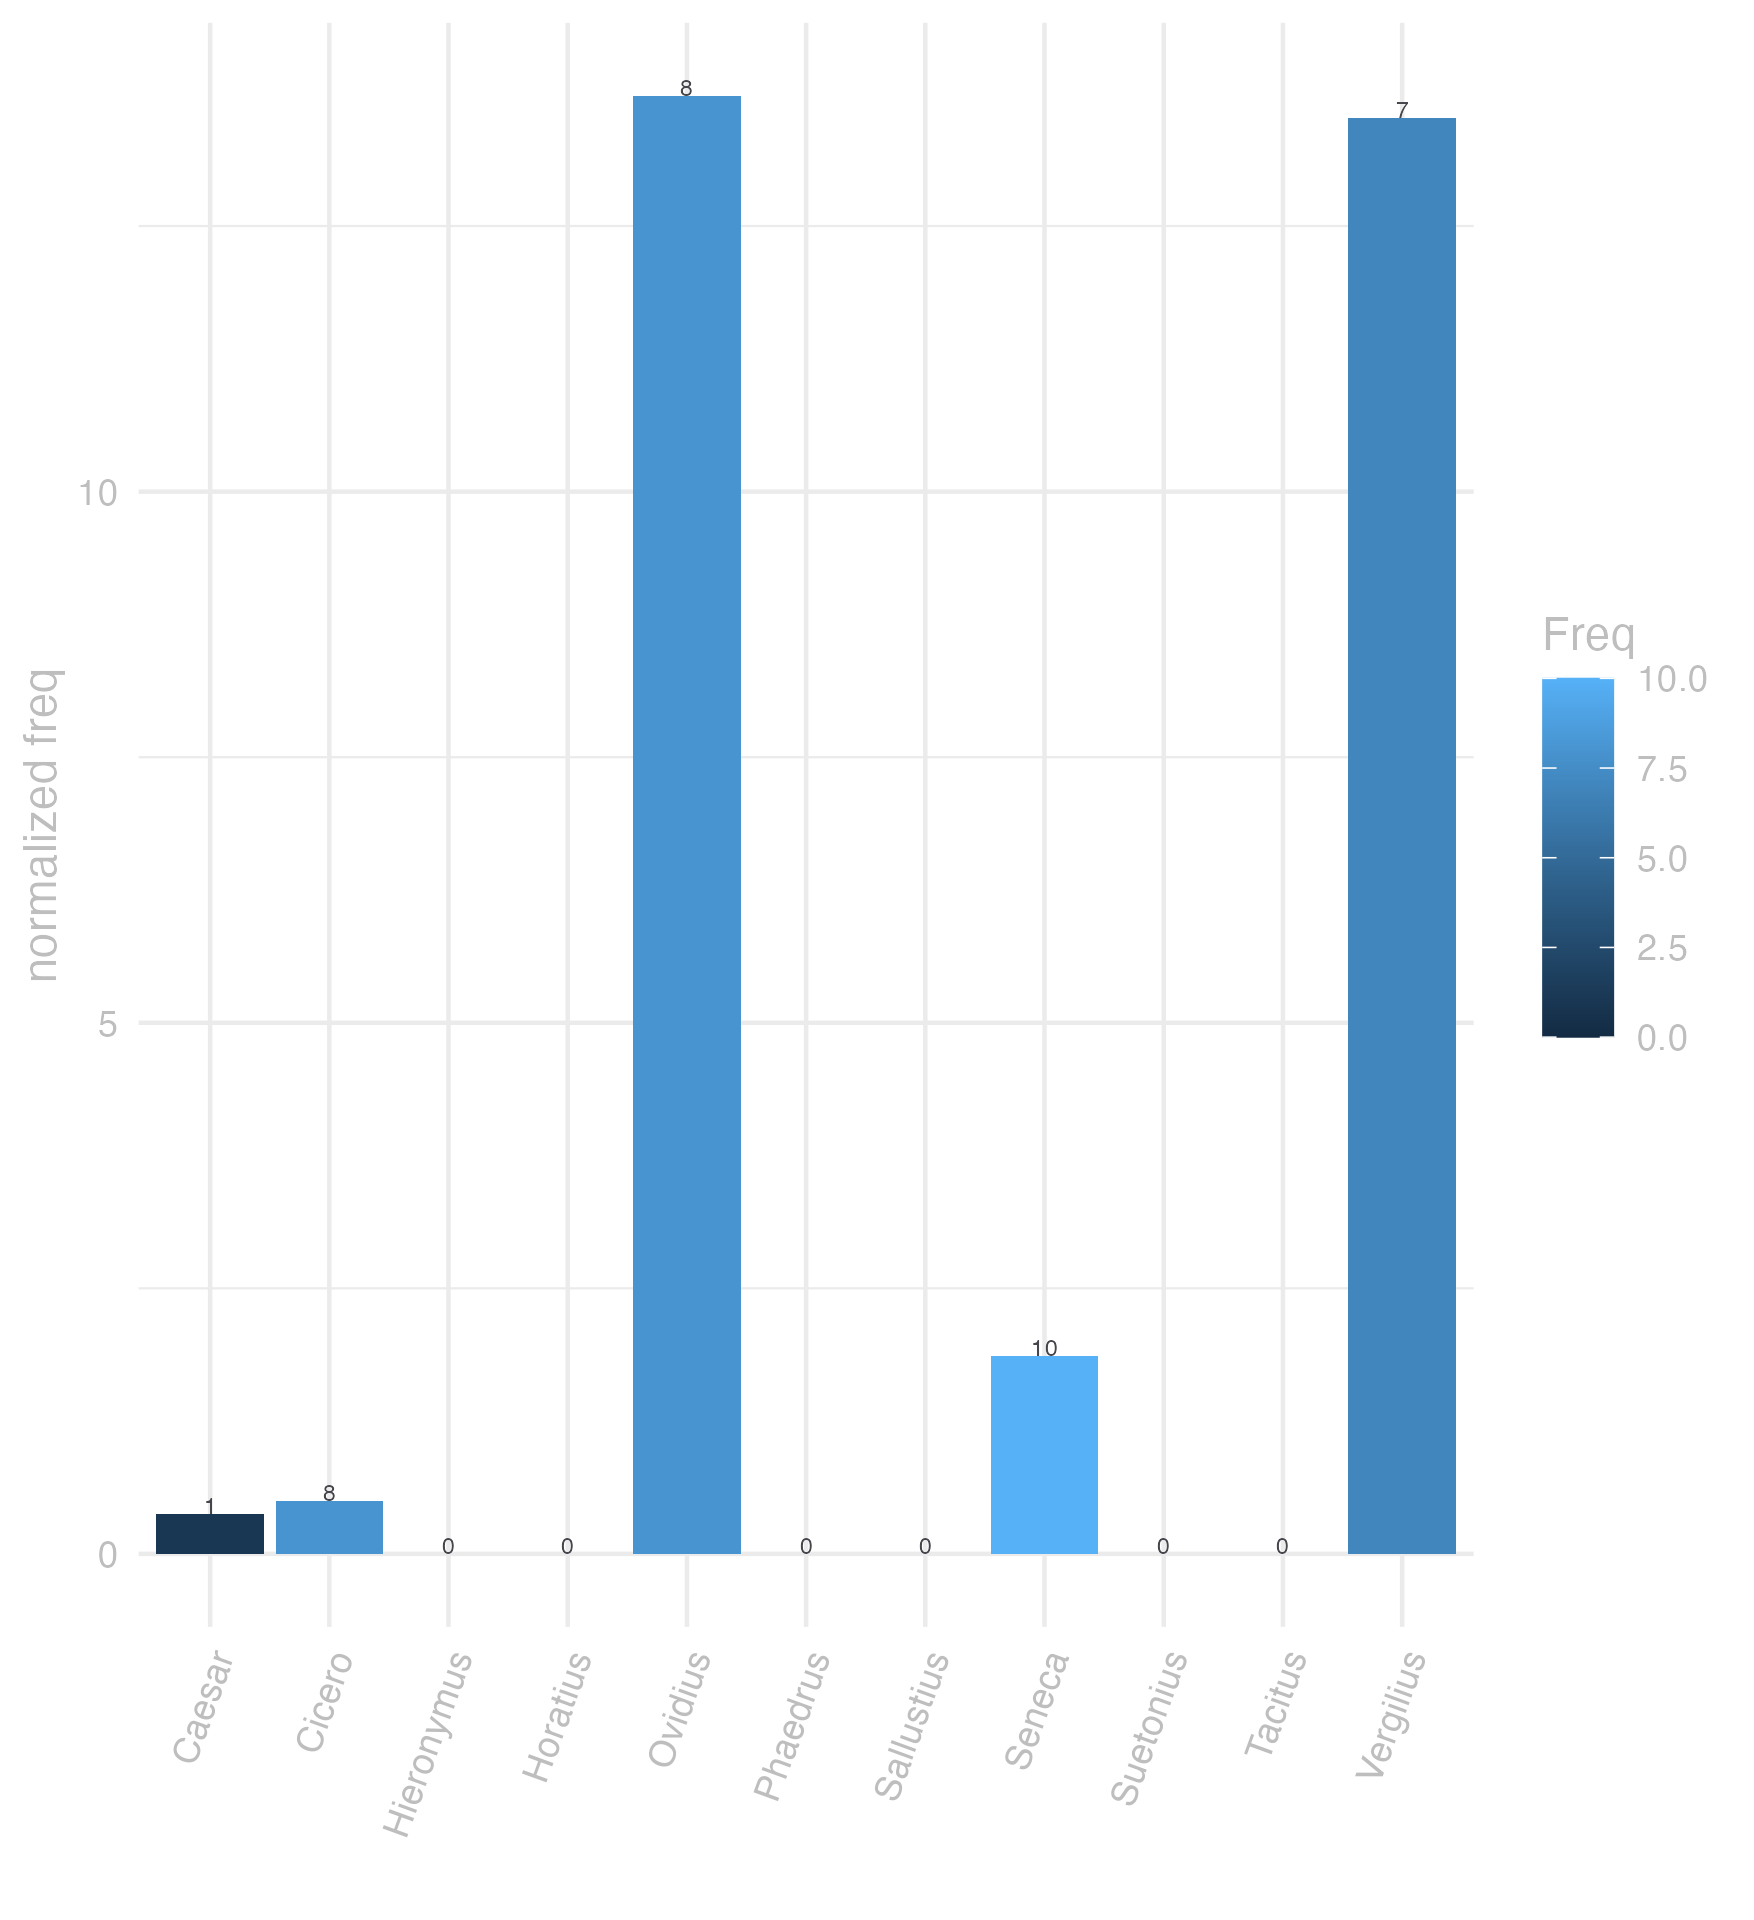 normalized freq
10
5
0
1
8
0
0
8
0
0
10
0
0
7
Caesar
Cicero
Hieronymus
Horatius
Ovidius
Phaedrus
Sallustius
Seneca
Suetonius
Tacitus
Vergilius
Freq
10.0
7.5
5.0
2.5
0.0